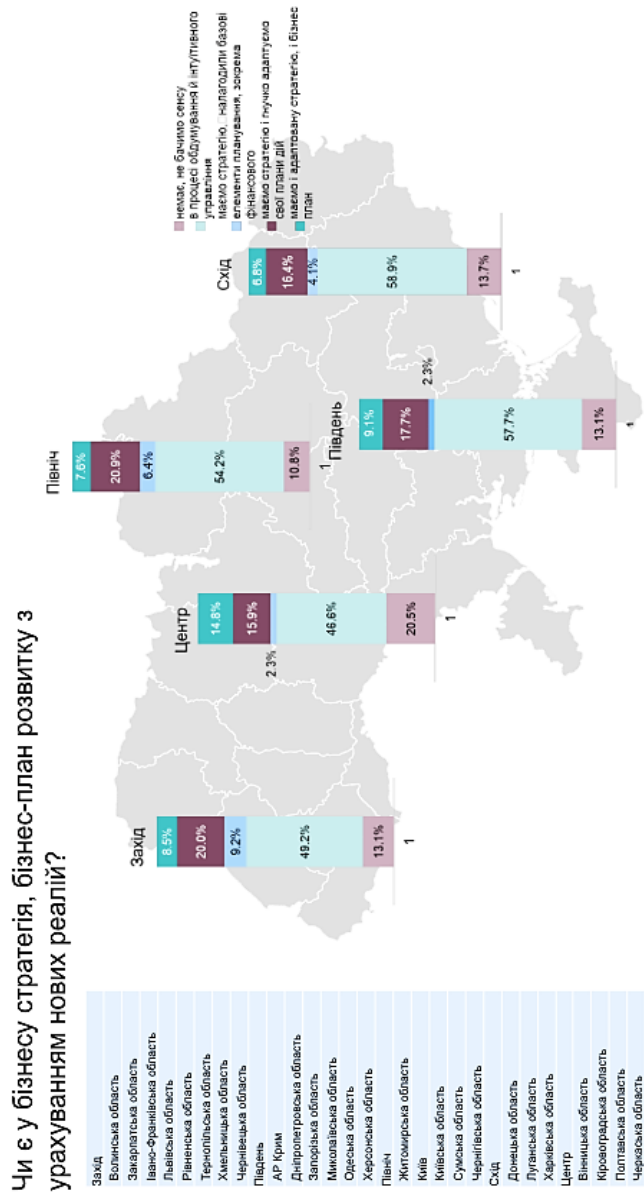 Чи є у бізнесу стратегія, бізнес-план розвитку з
урахуванням нових реалій?
Захід
Волинська область
Закарпатська область
Івано-Франківська область
Львівська область
Рівненська область
Тернопільська область
Хмельницька область
Чернівецька область
Південь
АР Крим
Дніпропетровська область
Запорізька область
Миколаївська область
Одеська область
Херсонська область
Північ
Житомирська область
Київ
Київська область
Сумська область
Чернігівська область
Схід
Донецька область
Луганська область
Харківська область
Центр
Вінницька область
Кіровоградська область
Полтавська область
Черкаська область
Захід
8.5%
20.0%
9.2%
49.2%
13.1%
1
Центр
14.8%
15.9%
2.3%
46.6%
20.5%
1
Північ
7.6%
20.9%
6.4%
54.2%
10.8%
1
Південь
9.1%
17.7%
2.3%
57.7%
13.1%
1
Схід
6.8%
16.4%
4.1%
58.9%
13.7%
1
немає, не бачимо сенсу
в процесі обдумування й інтуїтивного
управління
маємо стратегію, налагодили базові
елементи планування, зокрема
фінансового
маємо стратегію і гнучко адаптуємо
свої плани дій
маємо і адаптовану стратегію, і бізнес
план